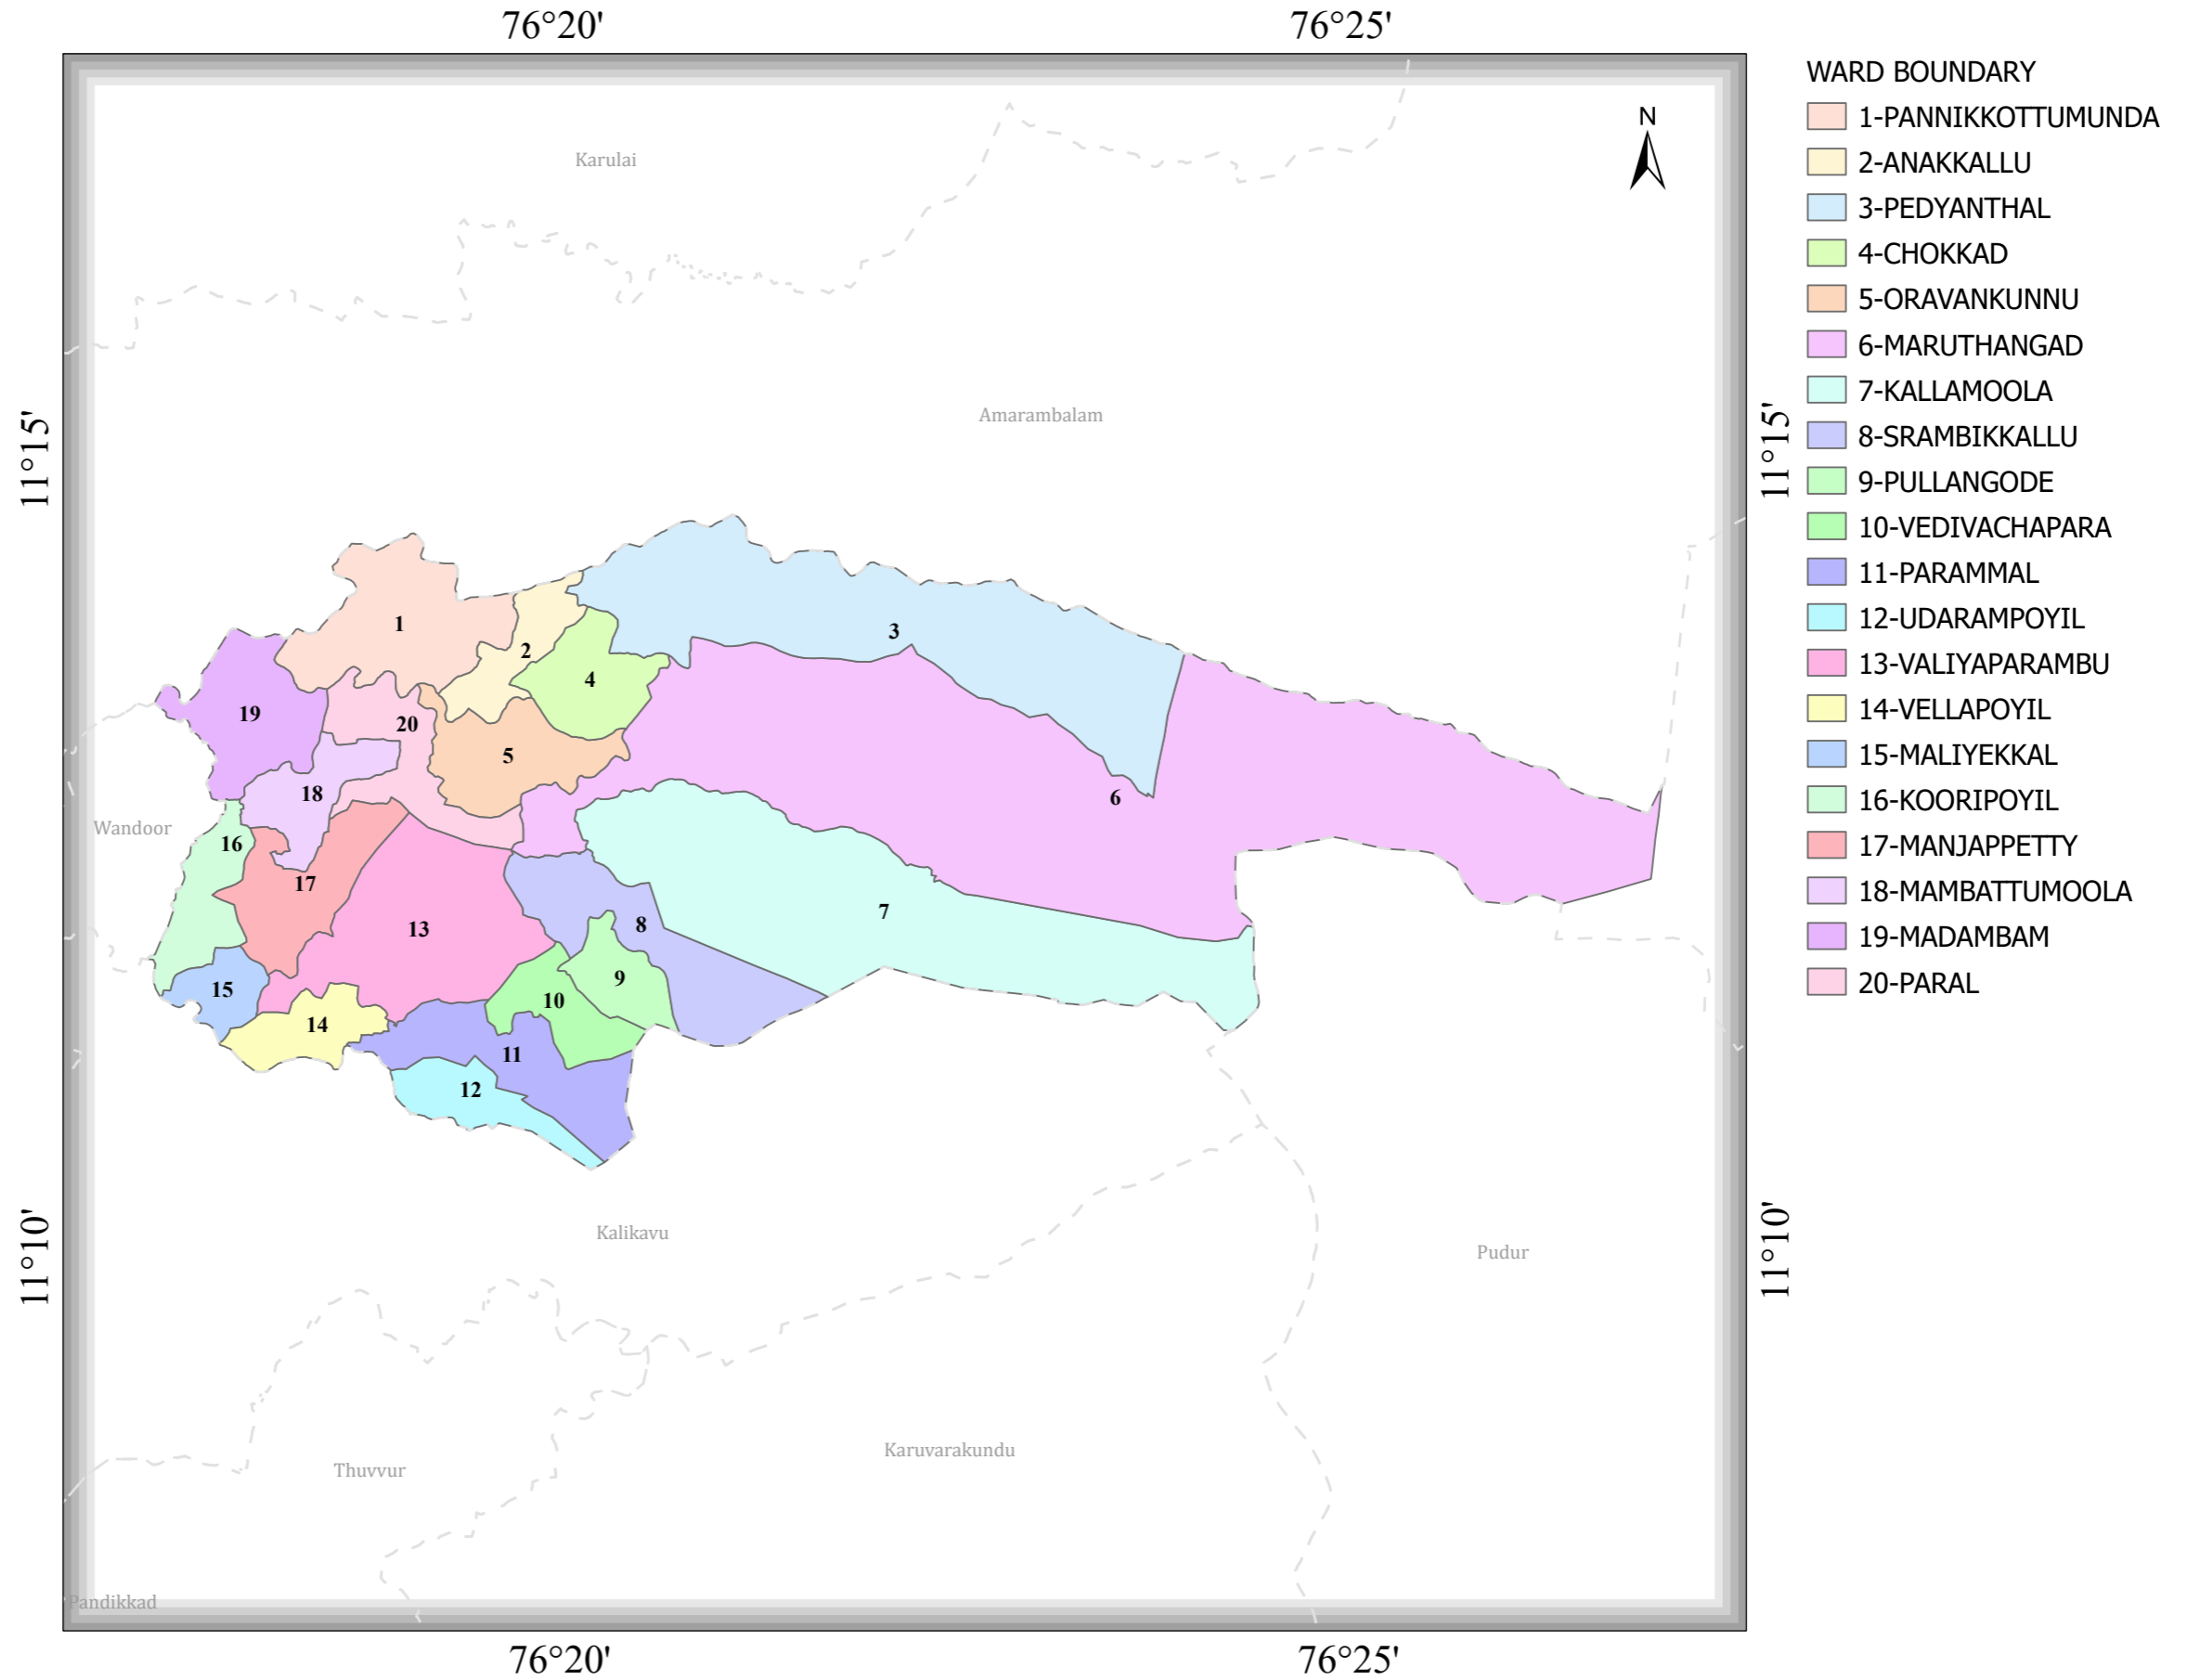 76°20'
76°25'
WARD BOUNDARY
1-PANNIKKOTTUMUNDA
2-ANAKKALLU
3-PEDYANTHAL
4-CHOKKAD
5-ORAVANKUNNU
6-MARUTHANGAD
7-KALLAMOOLA
8-SRAMBIKKALLU
9-PULLANGODE
10-VEDIVACHAPARA
11-PARAMMAL
12-UDARAMPOYIL
13-VALIYAPARAMBU
14-VELLAPOYIL
15-MALIYEKKAL
16-KOORIPOYIL
17-MANJAPPETTY
18-MAMBATTUMOOLA
19-MADAMBAM
20-PARAL
N
Karulai
Amarambalam
11°15'
11°15'
1
3
2
4
19
20
5
18
6
Wandoor
16
17
7
8
13
9
15
10
14
11
12
Kalikavu
Pudur
11°10'
11°10'
Karuvarakundu
Thuvvur
Pandikkad
76°20'
76°25'